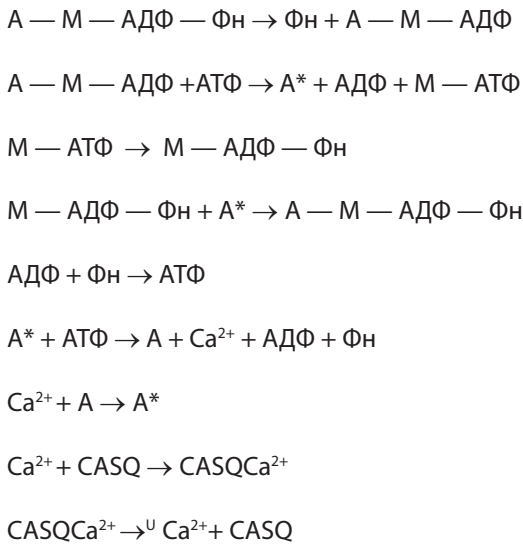 А — М — АДФ — Фн → Фн + А — М — АДФ
А — М — АДФ +АТФ → А* + АДФ + М — АТФ
М — АТФ → М — АДФ — Фн
М — АДФ — Фн + А* → А — М — АДФ — Фн
АДФ + Фн → АТФ
А* + АТФ → А + Ca²⁺ + АДФ + Фн
Ca²⁺ + А → А*
Ca²⁺ + CASQ → CASQCa²⁺
CASQCa²⁺ →ᵁ Ca²⁺ + CASQ